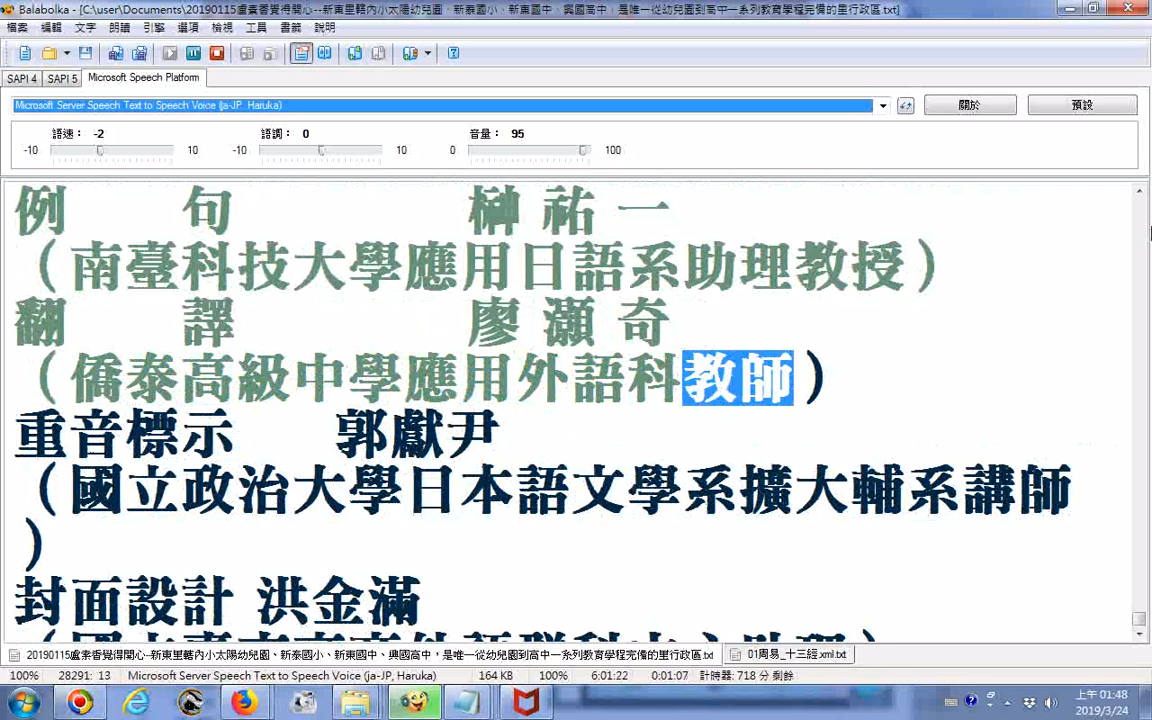 Balabolka - [C:\user\Documents\20190115盧素香覺得開心--新東里轄內小太陽幼兒園、新泰國小、新東國中、興國高中，是唯一從幼兒園到高中一系列教育學程完備的里行政區.txt]
檔案 編輯 文字 朗讀 引擎 選項 檢視 工具 書籤 說明
SAPI 4 SAPI 5 Microsoft Speech Platform
Microsoft Server Speech Text to Speech Voice (ja-JP, Haruka) 關於 預設
語速： -2 語調： 0 音量： 95
-10 10 -10 10 0 100
例 句 榊 祐 一
（南臺科技大學應用日語系助理教授）
翻 譯 廖 灝 奇
（僑泰高級中學應用外語科教師）
重音標示 郭獻尹
（國立政治大學日本語文學系擴大輔系講師
）
封面設計 洪金滿
20190115盧素香覺得開心--新東里轄內小太陽幼兒園、新泰國小、新東國中、興國高中，是唯一從幼兒園到高中一系列教育學程完備的里行政區.txt 01周易_十三經.xml.txt
100% 28291: 13 Microsoft Server Speech Text to Speech Voice (ja-JP, Haruka) 164 KB 100% 6:01:22 0:01:07 計時器: 718 分 剩餘
上午 01:48
2019/3/24